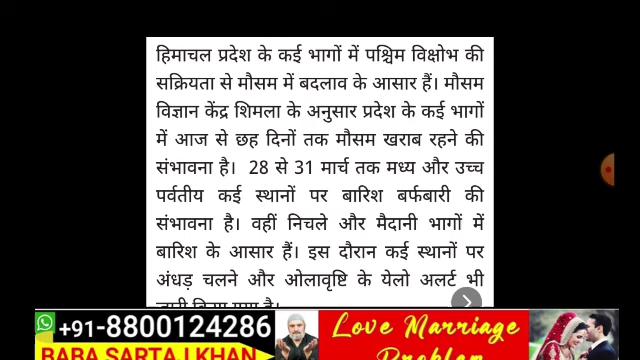 हिमाचल प्रदेश के कई भागों में पश्चिम विक्षोभ की
सक्रियता से मौसम में बदलाव के आसार हैं। मौसम
विज्ञान केंद्र शिमला के अनुसार प्रदेश के कई भागों
में आज से छह दिनों तक मौसम खराब रहने की
संभावना है। 28 से 31 मार्च तक मध्य और उच्च
पर्वतीय कई स्थानों पर बारिश बर्फबारी की
संभावना है। वहीं निचले और मैदानी भागों में
बारिश के आसार हैं। इस दौरान कई स्थानों पर
अंधड़ चलने और ओलावृष्टि के येलो अलर्ट भी
+91-8800124286
BABA SARTAJ KHAN
Love Marriage
Problem